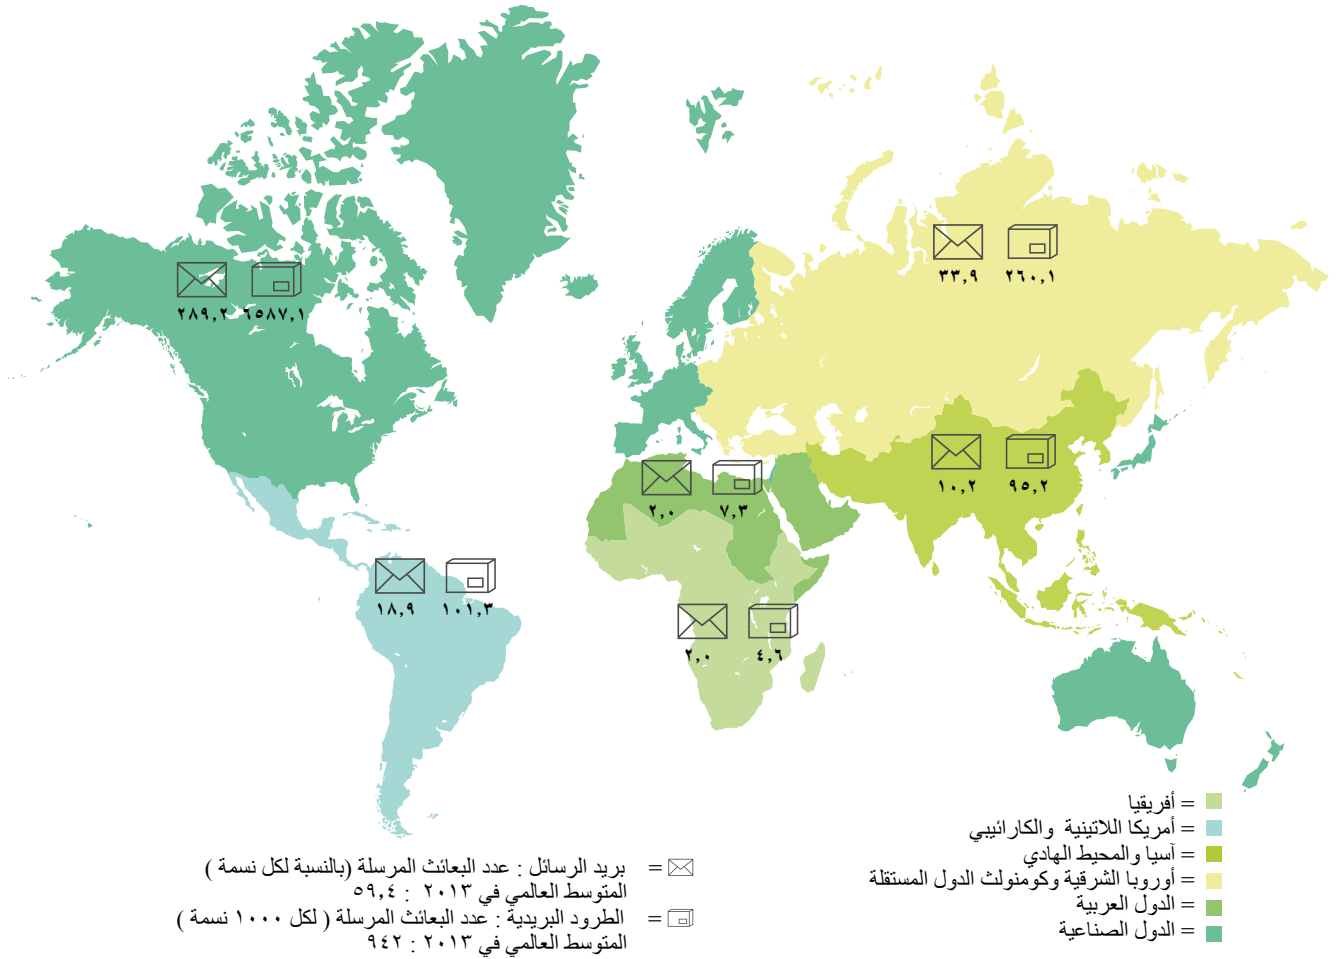 ٣٣,٩ ٢٦٠,١
٢٨٩,٢ ٦٥٨٧,١
١٠,٢ ٩٥,٢
٢,٠ ٧,٣
١٨,٩ ١٠١,٣
٢,٠ ٤,٦
= أفريقيا
= أمريكا اللاتينية والكارائيبي
= آسيا والمحيط الهادي
= أوروبا الشرقية وكومنولث الدول المستقلة
= الدول العربية
= الدول الصناعية
= بريد الرسائل : عدد البعائث المرسلة (بالنسبة لكل نسمة )
المتوسط العالمي في ٢٠١٣ : ٥٩,٤
= الطرود البريدية : عدد البعائث المرسلة ( لكل ١٠٠٠ نسمة )
المتوسط العالمي في ٢٠١٣ : ٩٤٢